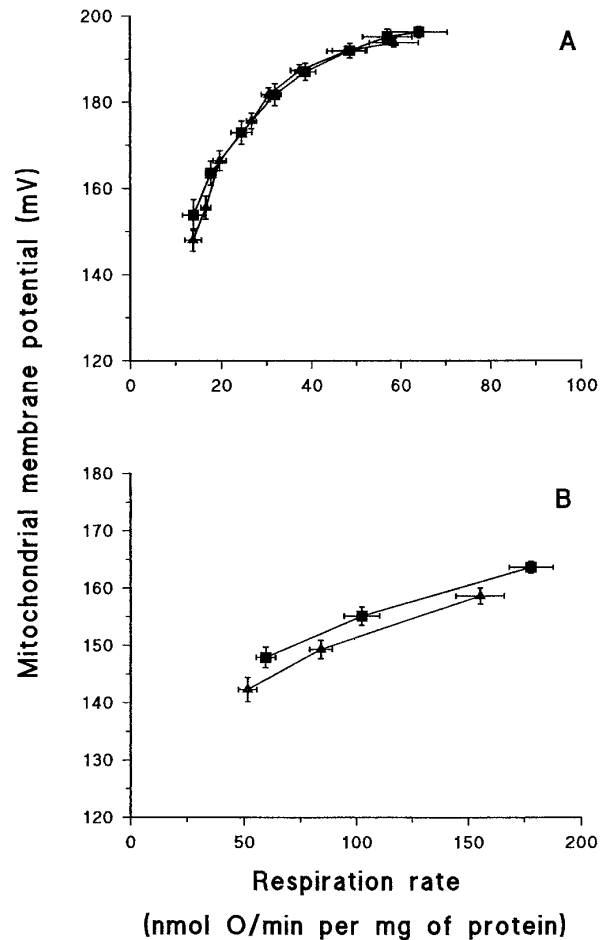 Mitochondrial membrane potential (mV)
A
200
180
160
140
120
0 20 40 60 80 100
B
180
170
160
150
140
130
120
0 50 100 150 200
Respiration rate
(nmol O/min per mg of protein)